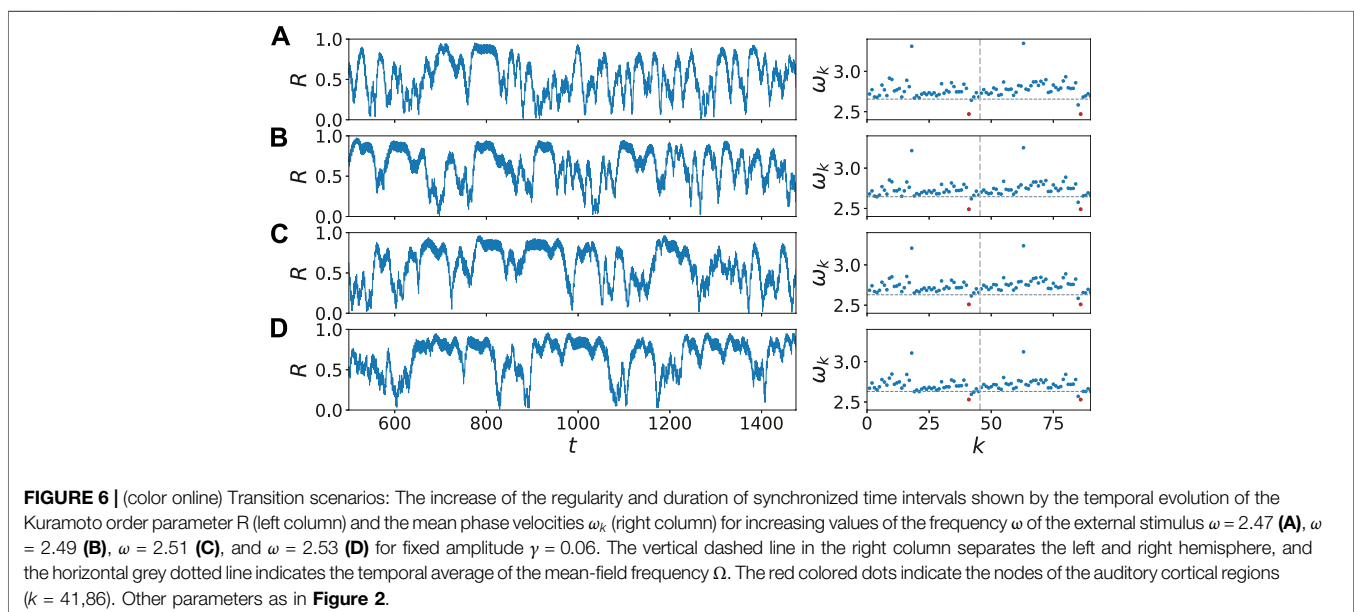 A
R
1.0
0.5
0.0
ωk
3.0
2.5
B
R
1.0
0.5
0.0
ωk
3.0
2.5
C
R
1.0
0.5
0.0
ωk
3.0
2.5
D
R
1.0
0.5
0.0
600 800 1000 1200 1400
t
ωk
3.0
2.5
0 25 50 75
k
FIGURE 6 | (color online) Transition scenarios: The increase of the regularity and duration of synchronized time intervals shown by the temporal evolution of the
Kuramoto order parameter R (left column) and the mean phase velocities ωk (right column) for increasing values of the frequency ω of the external stimulus ω = 2.47 (A), ω
= 2.49 (B), ω = 2.51 (C), and ω = 2.53 (D) for fixed amplitude γ = 0.06. The vertical dashed line in the right column separates the left and right hemisphere, and
the horizontal grey dotted line indicates the temporal average of the mean-field frequency Ω. The red colored dots indicate the nodes of the auditory cortical regions
(k = 41,86). Other parameters as in Figure 2.